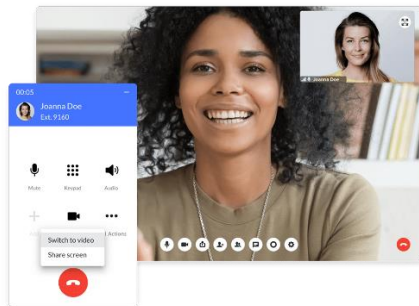 00:05
Joanna Doe
Ext. 9160
Mute
Keypad
Audio
Actions
Switch to video
Share screen
Joanna Doe